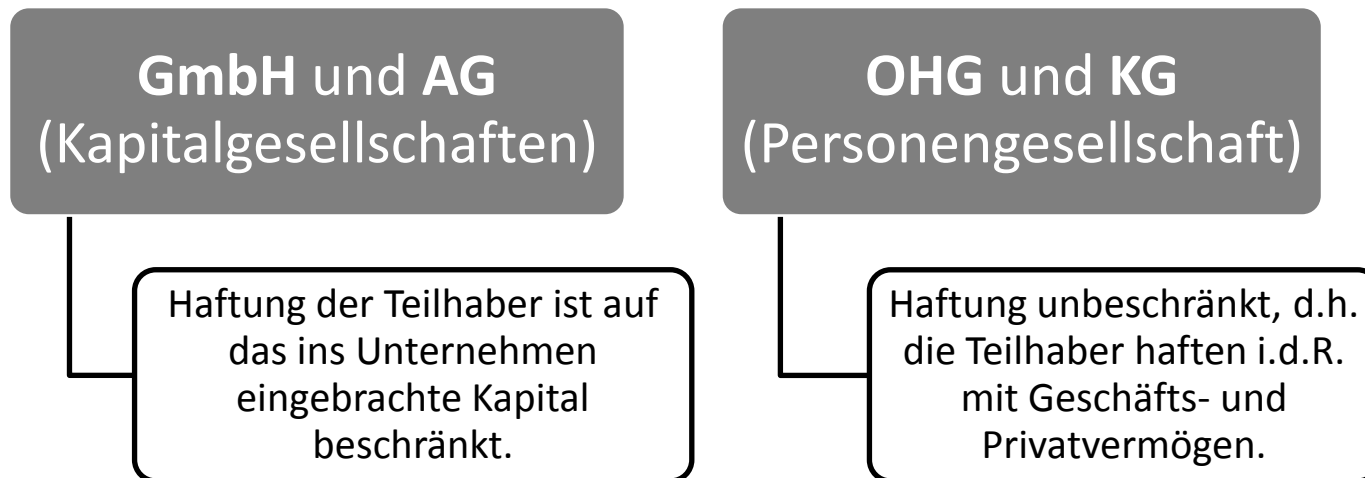 GmbH und AG
(Kapitalgesellschaften)
Haftung der Teilhaber ist auf
das ins Unternehmen
eingebrachte Kapital
beschränkt.
OHG und KG
(Personengesellschaft)
Haftung unbeschränkt, d.h.
die Teilhaber haften i.d.R.
mit Geschäfts- und
Privatvermögen.